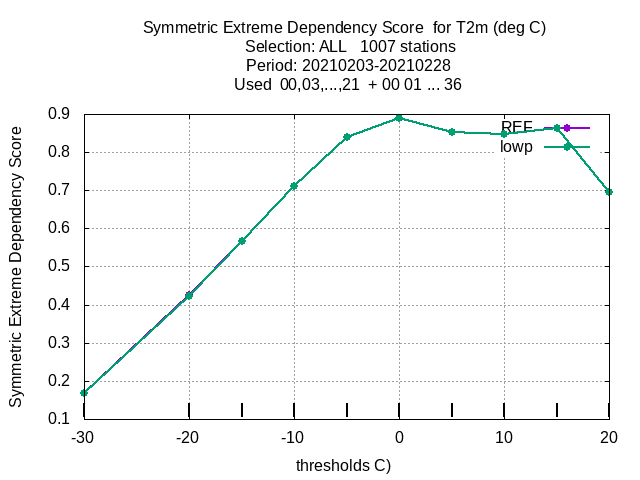 Symmetric Extreme Dependency Score  for T2m (deg C)
Selection: ALL   1007 stations
Period: 20210203-20210228
Used  00,03,...,21  + 00 01 ... 36
Symmetric Extreme Dependency Score
0.9
0.8
0.7
0.6
0.5
0.4
0.3
0.2
0.1
REF
lowp
-30
-20
-10
0
10
20
thresholds C)